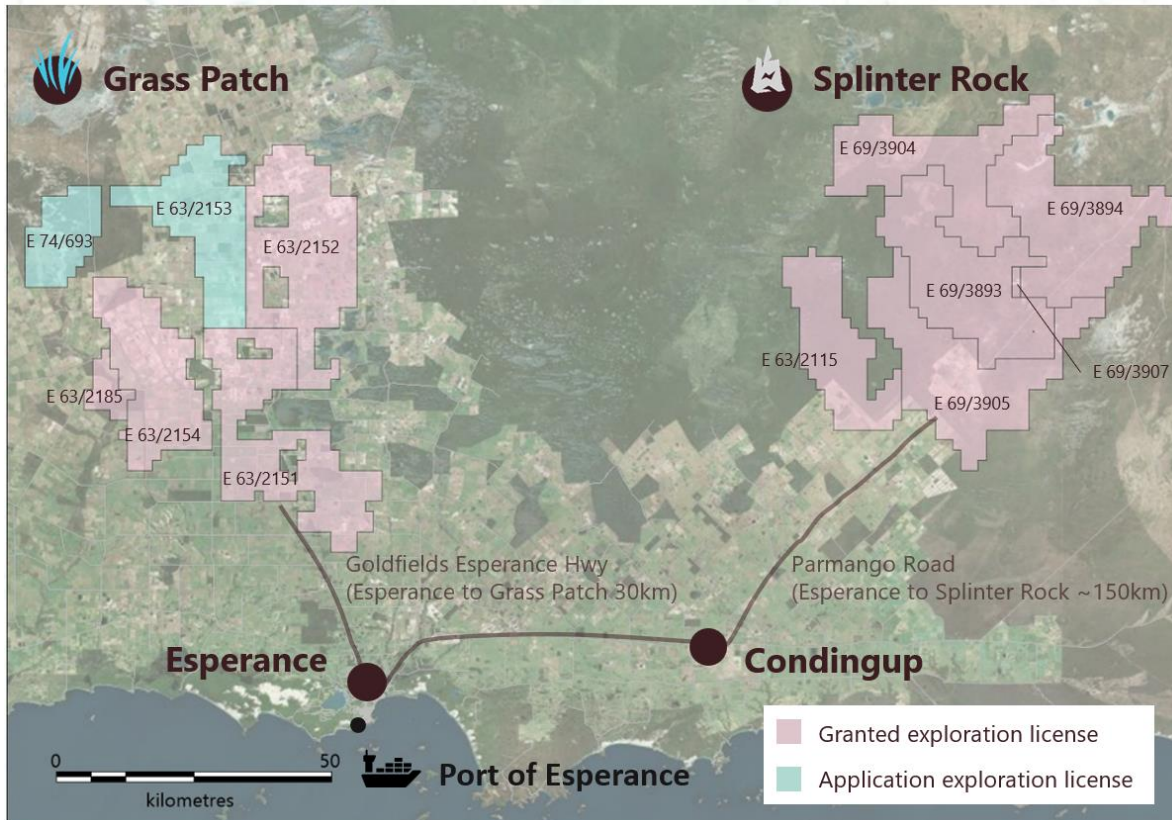 Grass Patch
Splinter Rock
E 69/3904
E 63/2153
E 74/693
E 63/2152
E 69/3894
E 69/3893
E 63/2115
E 69/3907
E 63/2185
E 69/3905
E 63/2154
E 63/2151
Goldfields Esperance Hwy
(Esperance to Grass Patch 30km)
Parmango Road
(Esperance to Splinter Rock ~150km)
Esperance
Condingup
Granted exploration license
Application exploration license
0
50
kilometres
Port of Esperance